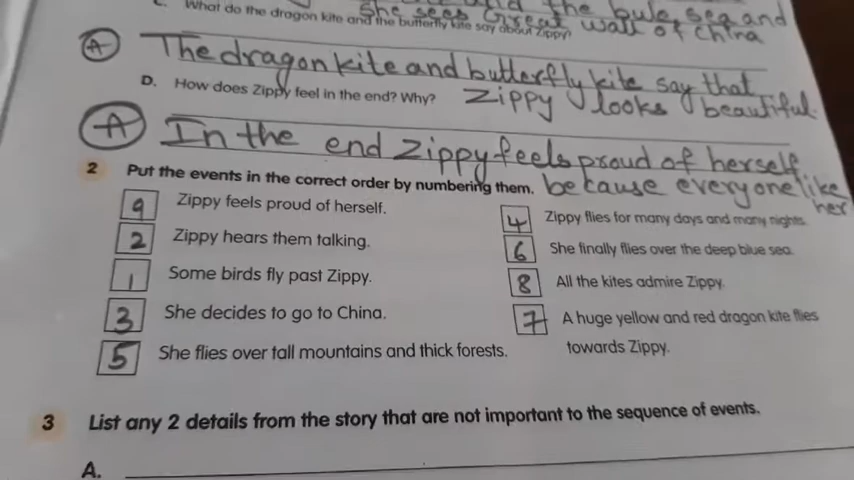 She sees Great wall of China
and the bule sea and
C. What do the dragon kite and the butterfly kite say about Zippy?
A The dragon kite and butterfly kite say that
D. How does Zippy feel in the end? Why?
Zippy looks beautiful.
A In the end Zippy feels proud of herself
because everyone like
her
2 Put the events in the correct order by numbering them.
9 Zippy feels proud of herself.
2 Zippy hears them talking.
1 Some birds fly past Zippy.
3 She decides to go to China.
5 She flies over tall mountains and thick forests.
4 Zippy flies for many days and many nights.
6 She finally flies over the deep blue sea.
8 All the kites admire Zippy.
7 A huge yellow and red dragon kite flies
towards Zippy.
3 List any 2 details from the story that are not important to the sequence of events.
A.